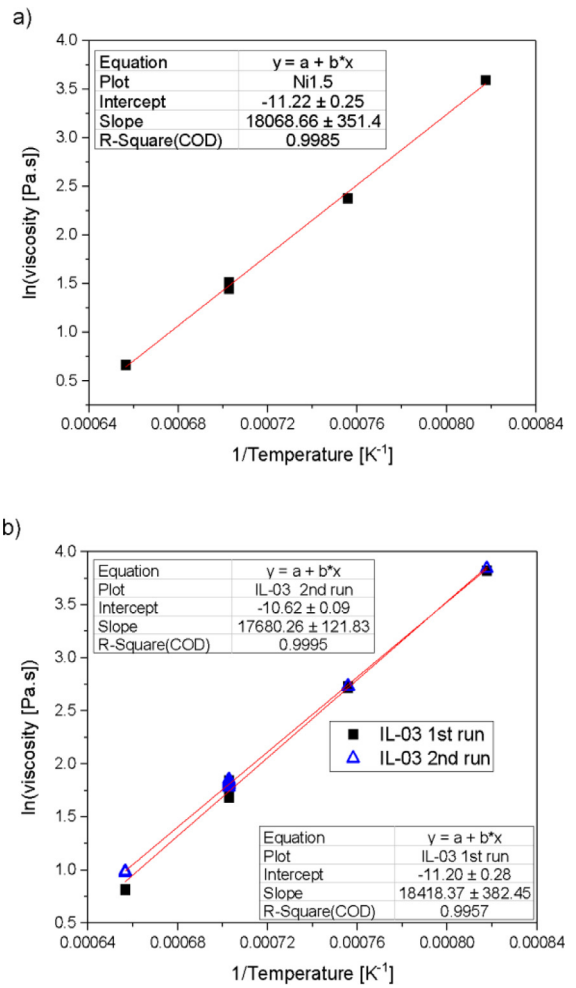 a)
4.0
3.5
3.0
2.5
2.0
1.5
1.0
0.5
ln(viscosity [Pa.s])
Equation y = a + b*x
Plot Ni1.5
Intercept -11.22 ± 0.25
Slope 18068.66 ± 351.4
R-Square(COD) 0.9985
0.00064 0.00068 0.00072 0.00076 0.00080 0.00084
1/Temperature [K⁻¹]
b)
4.0
3.5
3.0
2.5
2.0
1.5
1.0
0.5
ln(viscosity [Pa.s])
Equation y = a + b*x
Plot IL-03 2nd run
Intercept -10.62 ± 0.09
Slope 17680.26 ± 121.83
R-Square(COD) 0.9995
IL-03 1st run
IL-03 2nd run
Equation y = a + b*x
Plot IL-03 1st run
Intercept -11.20 ± 0.28
Slope 18418.37 ± 382.45
R-Square(COD) 0.9957
0.00064 0.00068 0.00072 0.00076 0.00080 0.00084
1/Temperature [K⁻¹]